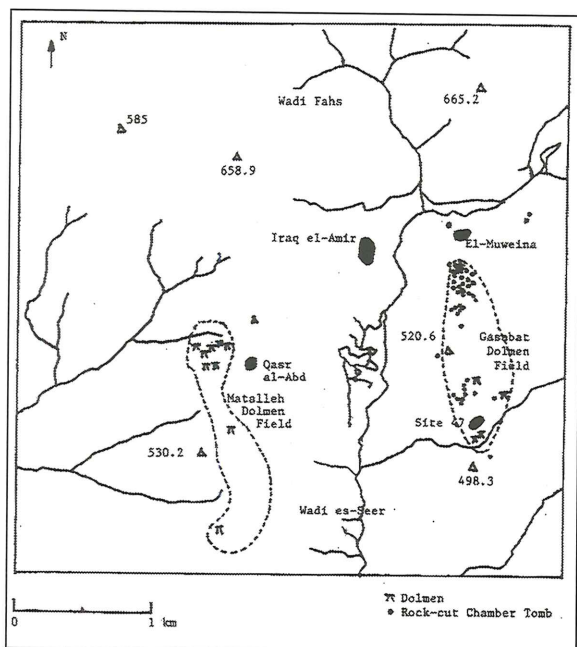 N
585
658.9
Wadi Fahs
665.2
Iraq el-Amir
El-Muweina
520.6
Gasbat
Dolmen
Field
Qasr
al-Abd
Matslleh
Dolmen
Field
530.2
Site 47
498.3
Wadi es-Seer
0 1 km
Dolmen
Rock-cut Chamber Tomb